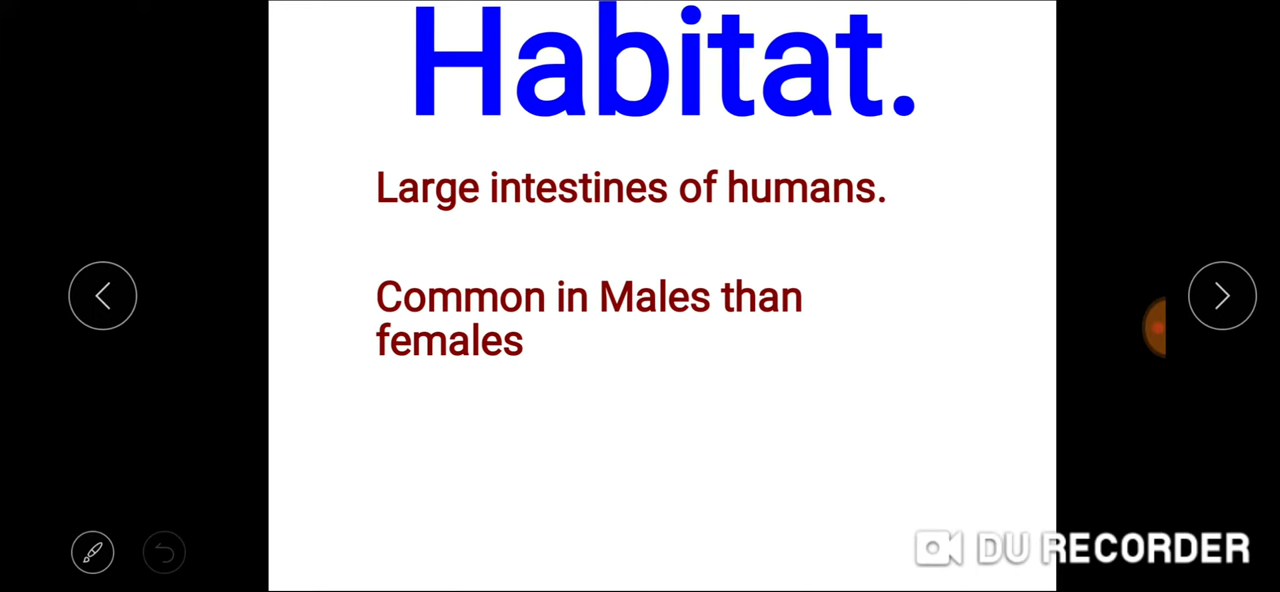 Habitat.
Large intestines of humans.
Common in Males than
females
DU RECORDER